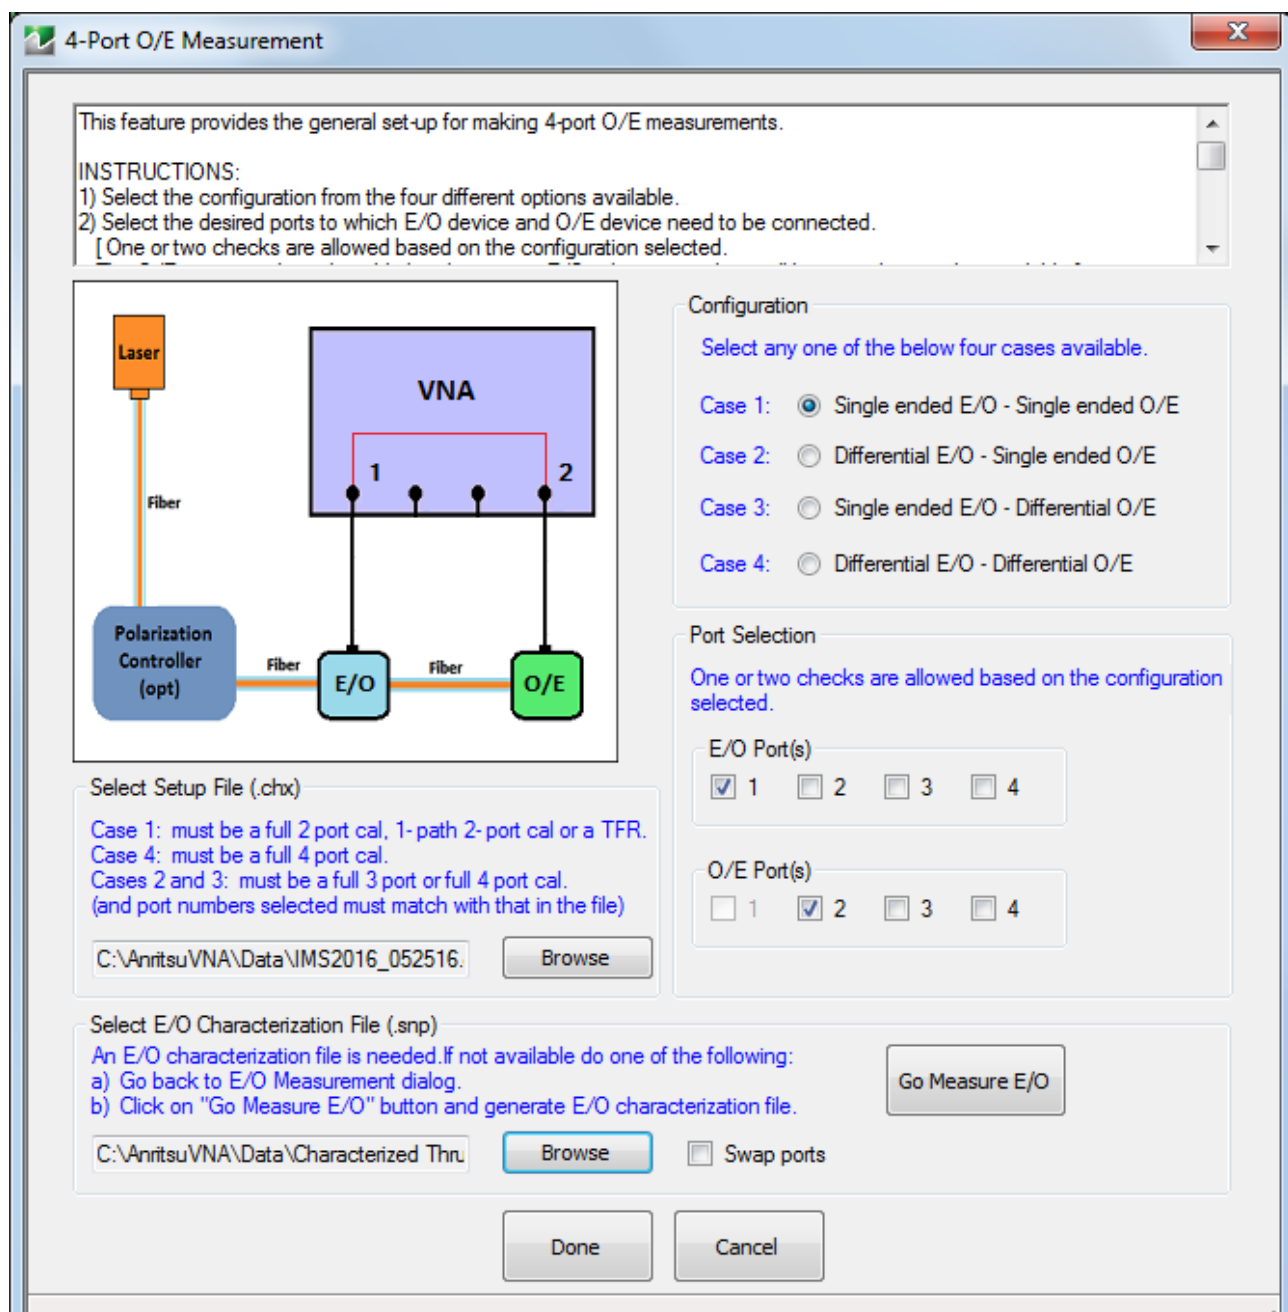 4-Port O/E Measurement
X
This feature provides the general set-up for making 4-port O/E measurements.
INSTRUCTIONS:
1) Select the configuration from the four different options available.
2) Select the desired ports to which E/O device and O/E device need to be connected.
[ One or two checks are allowed based on the configuration selected.
Laser
VNA
1
2
Fiber
Polarization
Controller
(opt)
Fiber
E/O
Fiber
O/E
Configuration
Select any one of the below four cases available.
Case 1: Single ended E/O - Single ended O/E
Case 2: Differential E/O - Single ended O/E
Case 3: Single ended E/O - Differential O/E
Case 4: Differential E/O - Differential O/E
Port Selection
One or two checks are allowed based on the configuration
selected.
E/O Port(s)
1 2 3 4
O/E Port(s)
1 2 3 4
Select Setup File (.chx)
Case 1: must be a full 2 port cal, 1- path 2- port cal or a TFR.
Case 4: must be a full 4 port cal.
Cases 2 and 3: must be a full 3 port or full 4 port cal.
(and port numbers selected must match with that in the file)
C:\AnritsuVNA\Data\IMS2016_052516. Browse
Select E/O Characterization File (.snp)
An E/O characterization file is needed.If not available do one of the following:
a) Go back to E/O Measurement dialog.
b) Click on "Go Measure E/O" button and generate E/O characterization file.
Go Measure E/O
C:\AnritsuVNA\Data\Characterized Thru Browse Swap ports
Done Cancel